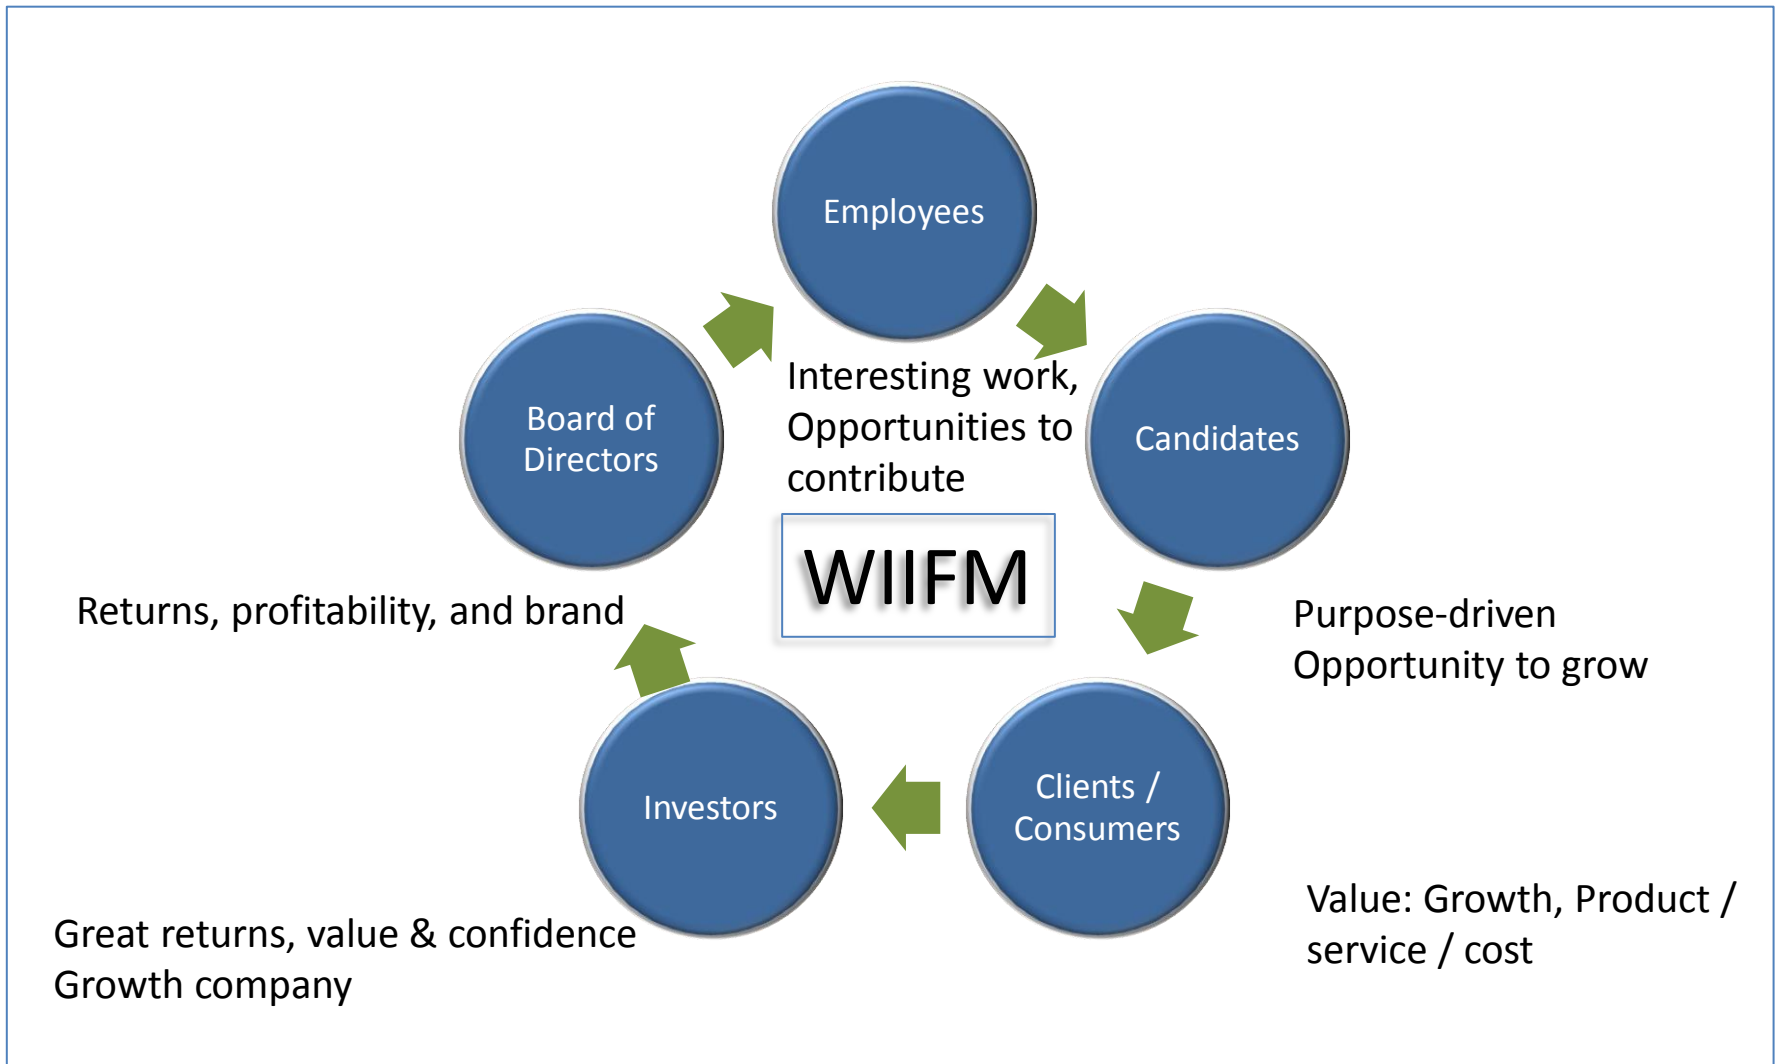 Employees
Board of
Directors
Interesting work,
Opportunities to
contribute
Candidates
WIIFM
Returns, profitability, and brand
Purpose-driven
Opportunity to grow
Investors
Clients /
Consumers
Great returns, value & confidence
Growth company
Value: Growth, Product /
service / cost